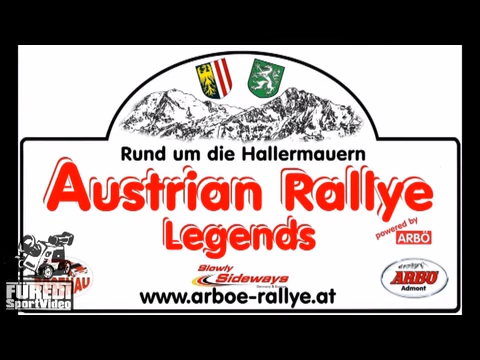 Rund um die Hallermauern
Austrian Rallye
Legends
powered by
ARBÖ
Slowly
Sideways
ARBÖ
Admont
www.arboe-rallye.at
FUREDI
SportVideo